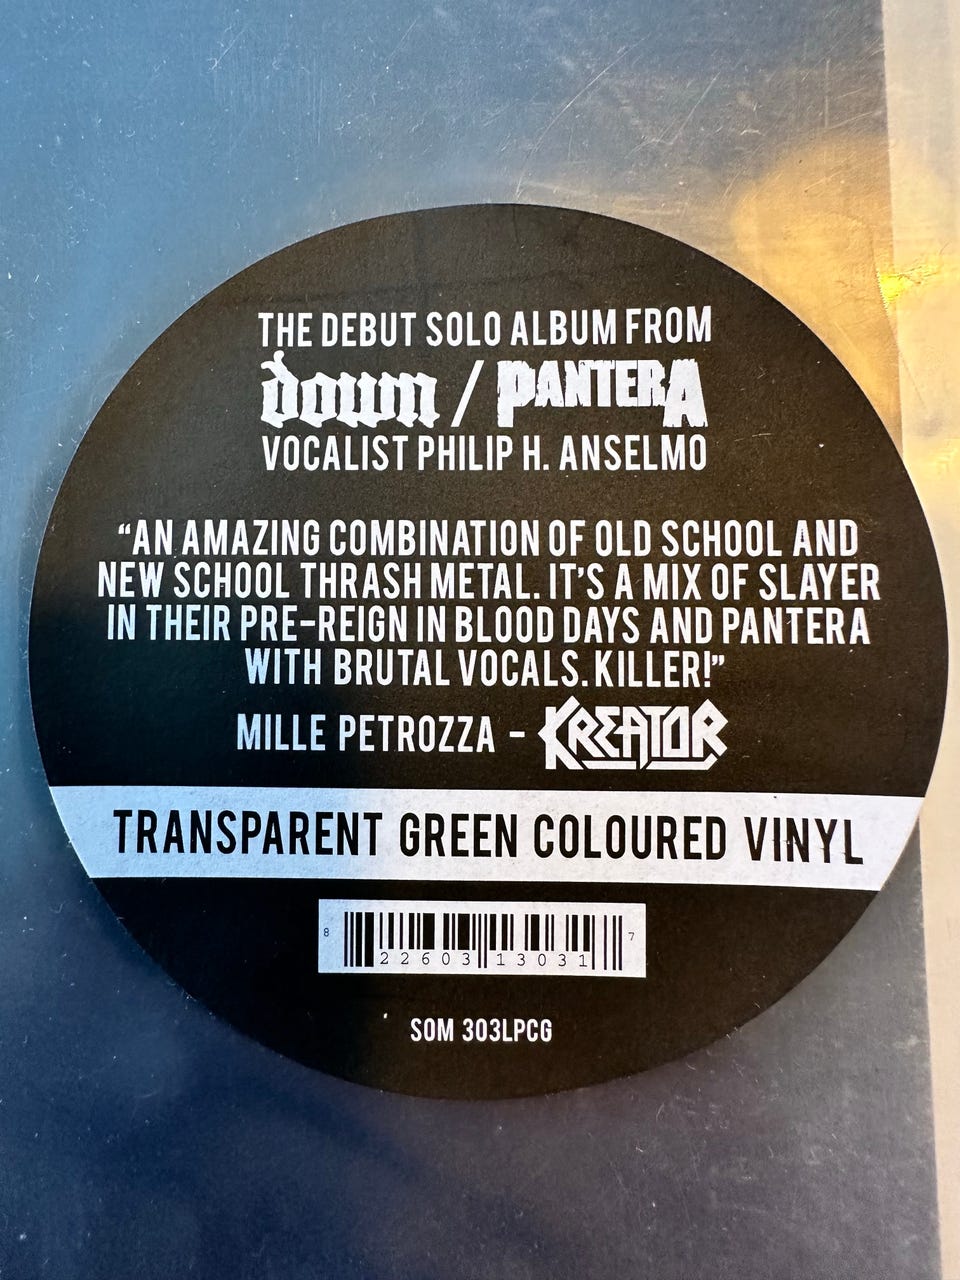 THE DEBUT SOLO ALBUM FROM
down / PANTERA
VOCALIST PHILIP H. ANSELMO
“AN AMAZING COMBINATION OF OLD SCHOOL AND
NEW SCHOOL THRASH METAL. IT’S A MIX OF SLAYER
IN THEIR PRE-REIGN IN BLOOD DAYS AND PANTERA
WITH BRUTAL VOCALS. KILLER!”
MILLE PETROZZA - KREATOR
TRANSPARENT GREEN COLOURED VINYL
8 22603 13031 7
SOM 303LPCG